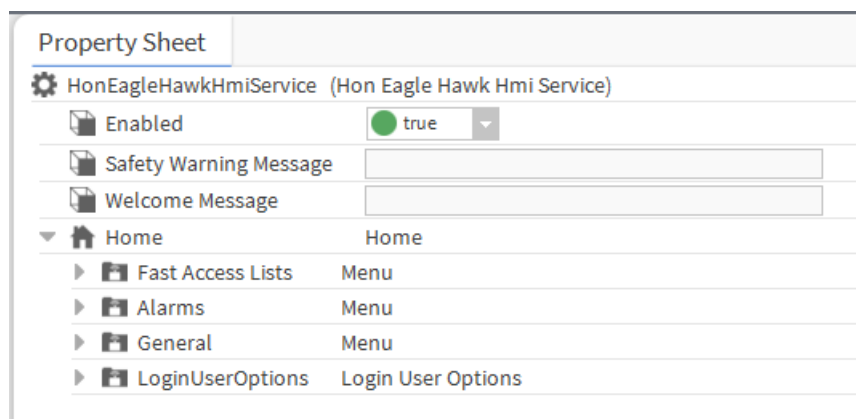 Property Sheet
HonEagleHawkHmiService (Hon Eagle Hawk Hmi Service)
Enabled true
Safety Warning Message
Welcome Message
Home Home
Fast Access Lists Menu
Alarms Menu
General Menu
LoginUserOptions Login User Options